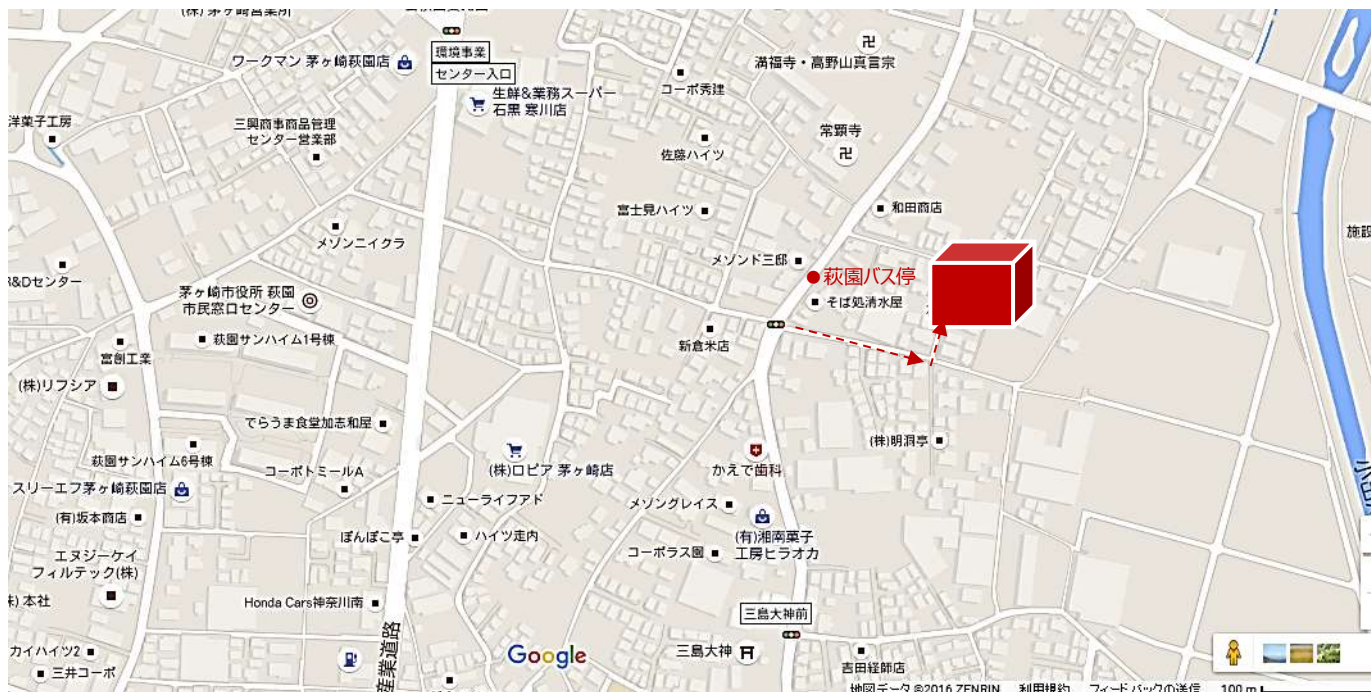 (株)茅ヶ崎営業所
環境事業
センター入口
ワークマン 茅ヶ崎萩園店
生鮮&業務スーパー
石黒 寒川店
コーポ秀建
満福寺・高野山真言宗
洋菓子工房
三興商事商品管理
センター営業部
佐藤ハイツ
常顕寺
富士見ハイツ
和田商店
メゾンニイクラ
施設
メゾンド三邸
R&Dセンター
萩園バス停
茅ヶ崎市役所 萩園
市民窓口センター
そば処清水屋
萩園サンハイム1号棟
新倉米店
富創工業
(株)リフシア
でらうま食堂加志和屋
(株)明洞亭
萩園サンハイム6号棟
コーポトミールA
(株)ロピア 茅ヶ崎店
かえで歯科
スリーエフ茅ヶ崎萩園店
ニューライフアド
メゾングレイス
(有)坂本商店
ぽんぽこ亭
ハイツ走内
(有)湘南菓子
工房ヒラオカ
コーポラス園
エヌジーケイ
フィルテック(株)
本社
Honda Cars神奈川南
三島大神前
産業道路
カイハイツ2
Google
三島大神
三井コーポ
吉田経師店
地図データ ©2016 ZENRIN
利用規約
フィードバックの送信
100 m